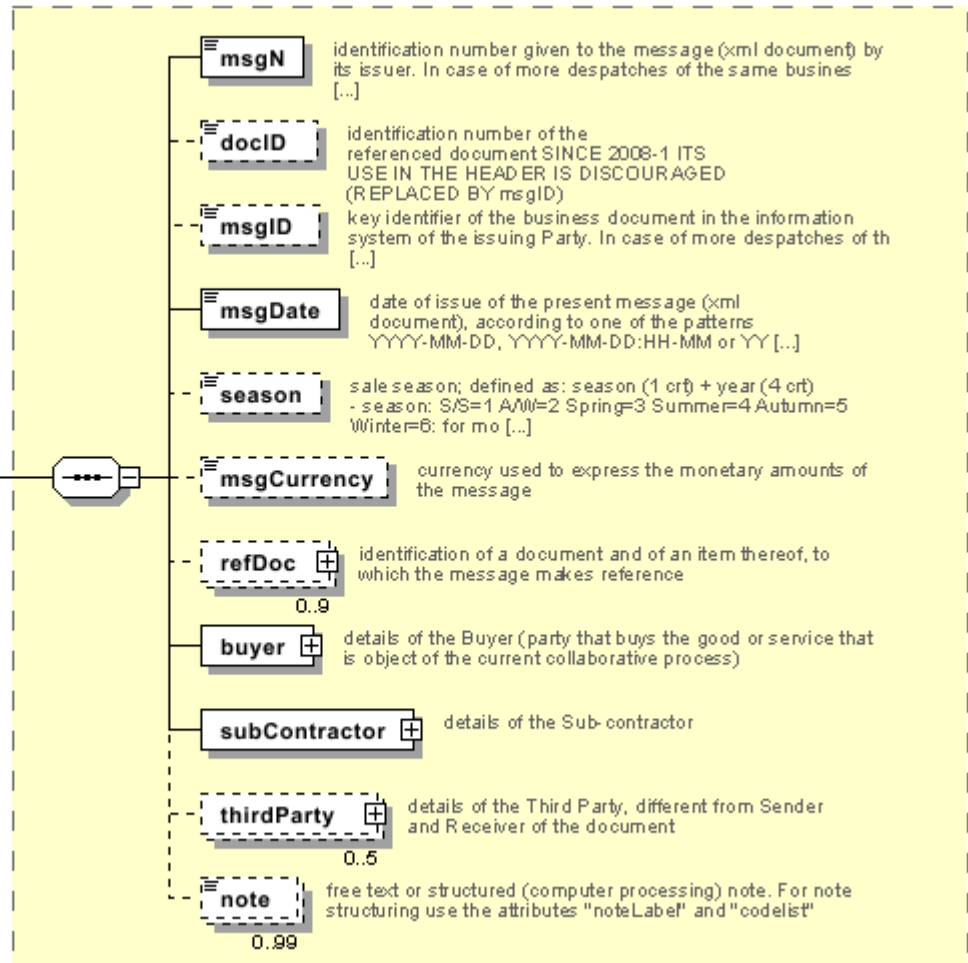 msgN
identification number given to the message (xml document) by
its issuer. In case of more despatches of the same busines
[...]
docID
identification number of the
referenced document SINCE 2008-1 ITS
USE IN THE HEADER IS DISCOURAGED
(REPLACED BY msgID)
msgID
key identifier of the business document in the information
system of the issuing Party. In case of more despatches of th
[...]
msgDate
date of issue of the present message (xml
document), according to one of the patterns
YYYY-MM-DD, YYYY-MM-DD:HH-MM or YY [...]
season
sale season; defined as: season (1 crt) + year (4 crt)
- season: S/S=1 A/W=2 Spring=3 Summer=4 Autumn=5
Winter=6: for mo [...]
msgCurrency
currency used to express the monetary amounts of
the message
refDoc
identification of a document and of an item thereof, to
which the message makes reference
0..9
buyer
details of the Buyer (party that buys the good or service that
is object of the current collaborative process)
subContractor
details of the Sub-contractor
thirdParty
details of the Third Party, different from Sender
and Receiver of the document
0..5
note
free text or structured (computer processing) note. For note
structuring use the attributes "noteLabel" and "codelist"
0..99